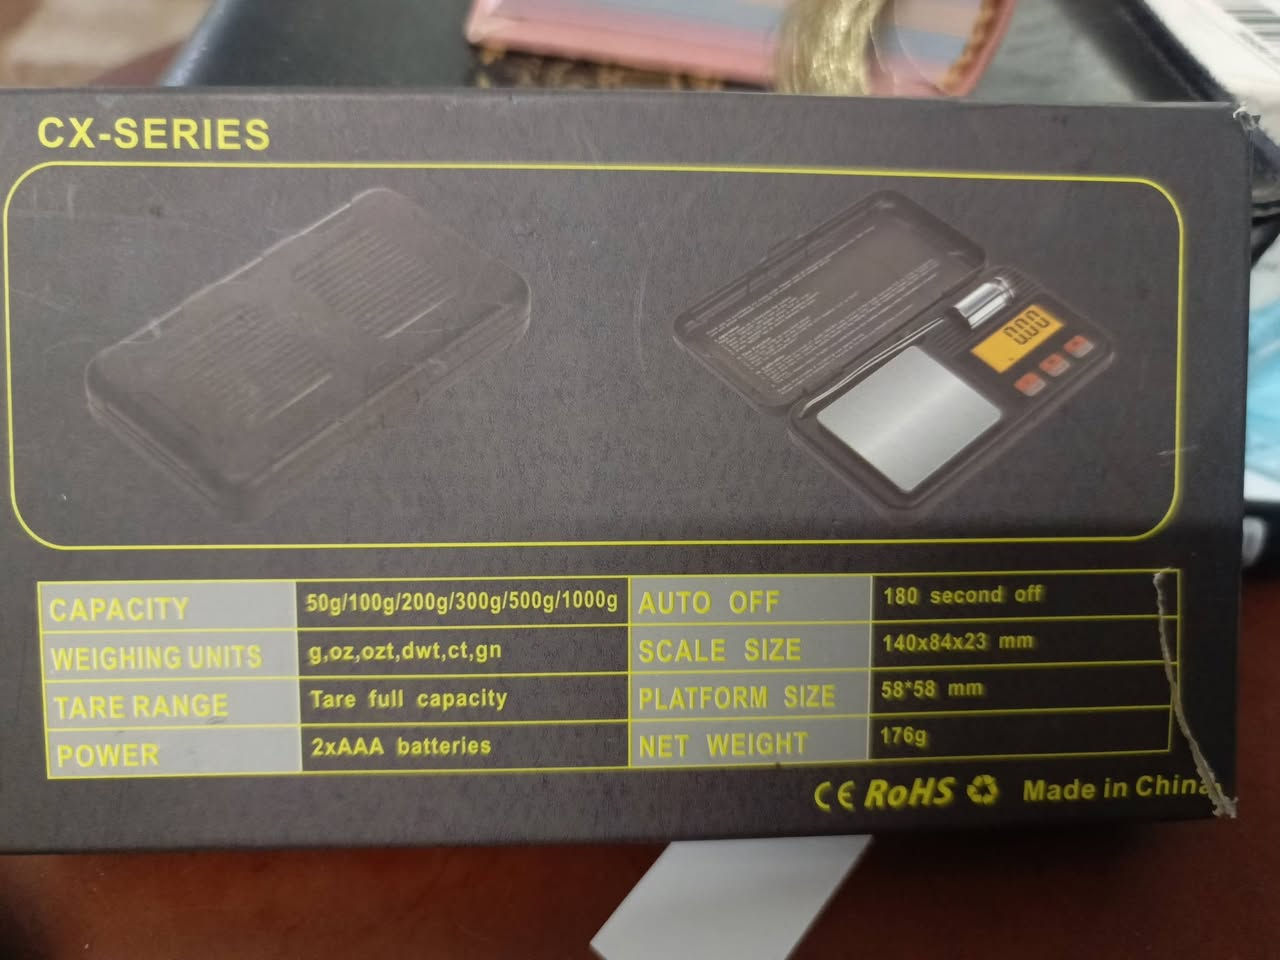 CX-SERIES
0.00
CAPACITY 50g/100g/200g/300g/500g/1000g AUTO OFF 180 second off
WEIGHING UNITS g,oz,ozt,dwt,ct,gn SCALE SIZE 140x84x23 mm
TARE RANGE Tare full capacity PLATFORM SIZE 58*58 mm
POWER 2xAAA batteries NET WEIGHT 176g
CE RoHS Made in China